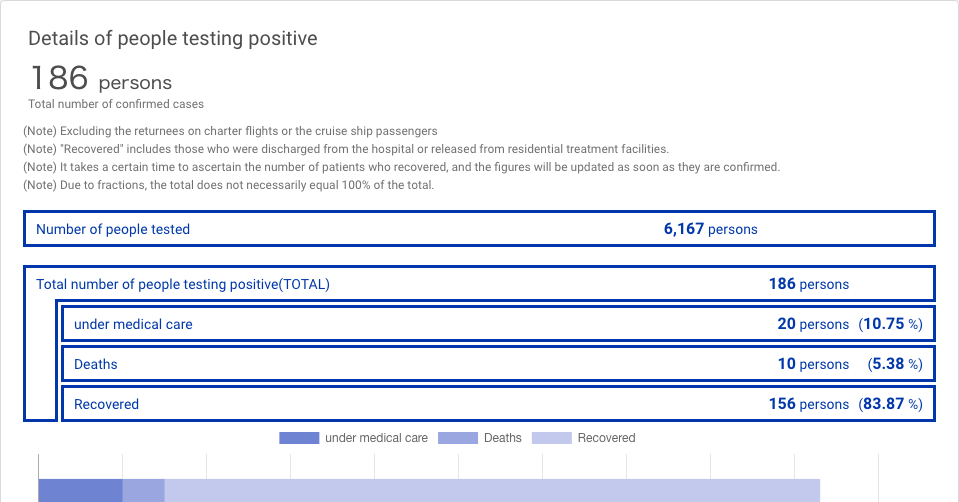 Details of people testing positive
186 persons
Total number of confirmed cases
(Note) Excluding the returnees on charter flights or the cruise ship passengers
(Note) "Recovered" includes those who were discharged from the hospital or released from residential treatment facilities.
(Note) It takes a certain time to ascertain the number of patients who recovered, and the figures will be updated as soon as they are confirmed.
(Note) Due to fractions, the total does not necessarily equal 100% of the total.
Number of people tested 6,167 persons
Total number of people testing positive(TOTAL) 186 persons
under medical care 20 persons (10.75 %)
Deaths 10 persons (5.38 %)
Recovered 156 persons (83.87 %)
under medical care Deaths Recovered